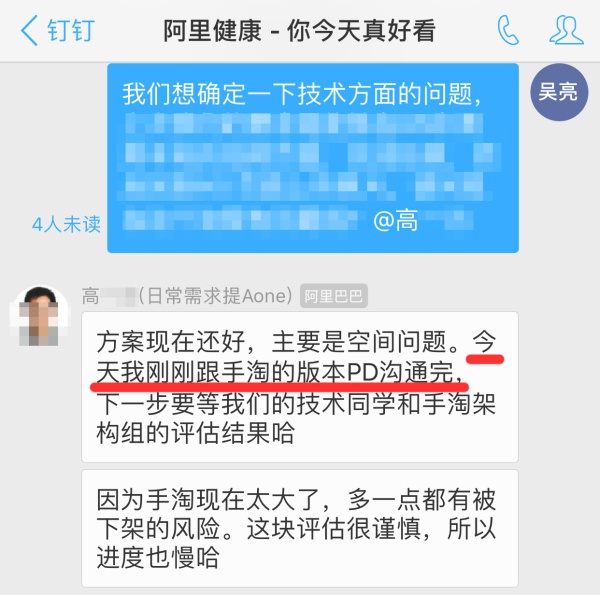 钉钉
阿里健康 - 你今天真好看
我们想确定一下技术方面的问题，
吴亮
@高
4人未读
高
(日常需求提Aone)
阿里巴巴
方案现在还好，主要是空间问题。今
天我刚刚跟手淘的版本PD沟通完，
下一步要等我们的技术同学和手淘架
构组的评估结果哈
因为手淘现在太大了，多一点都有被
下架的风险。这块评估很谨慎，所以
进度也慢哈